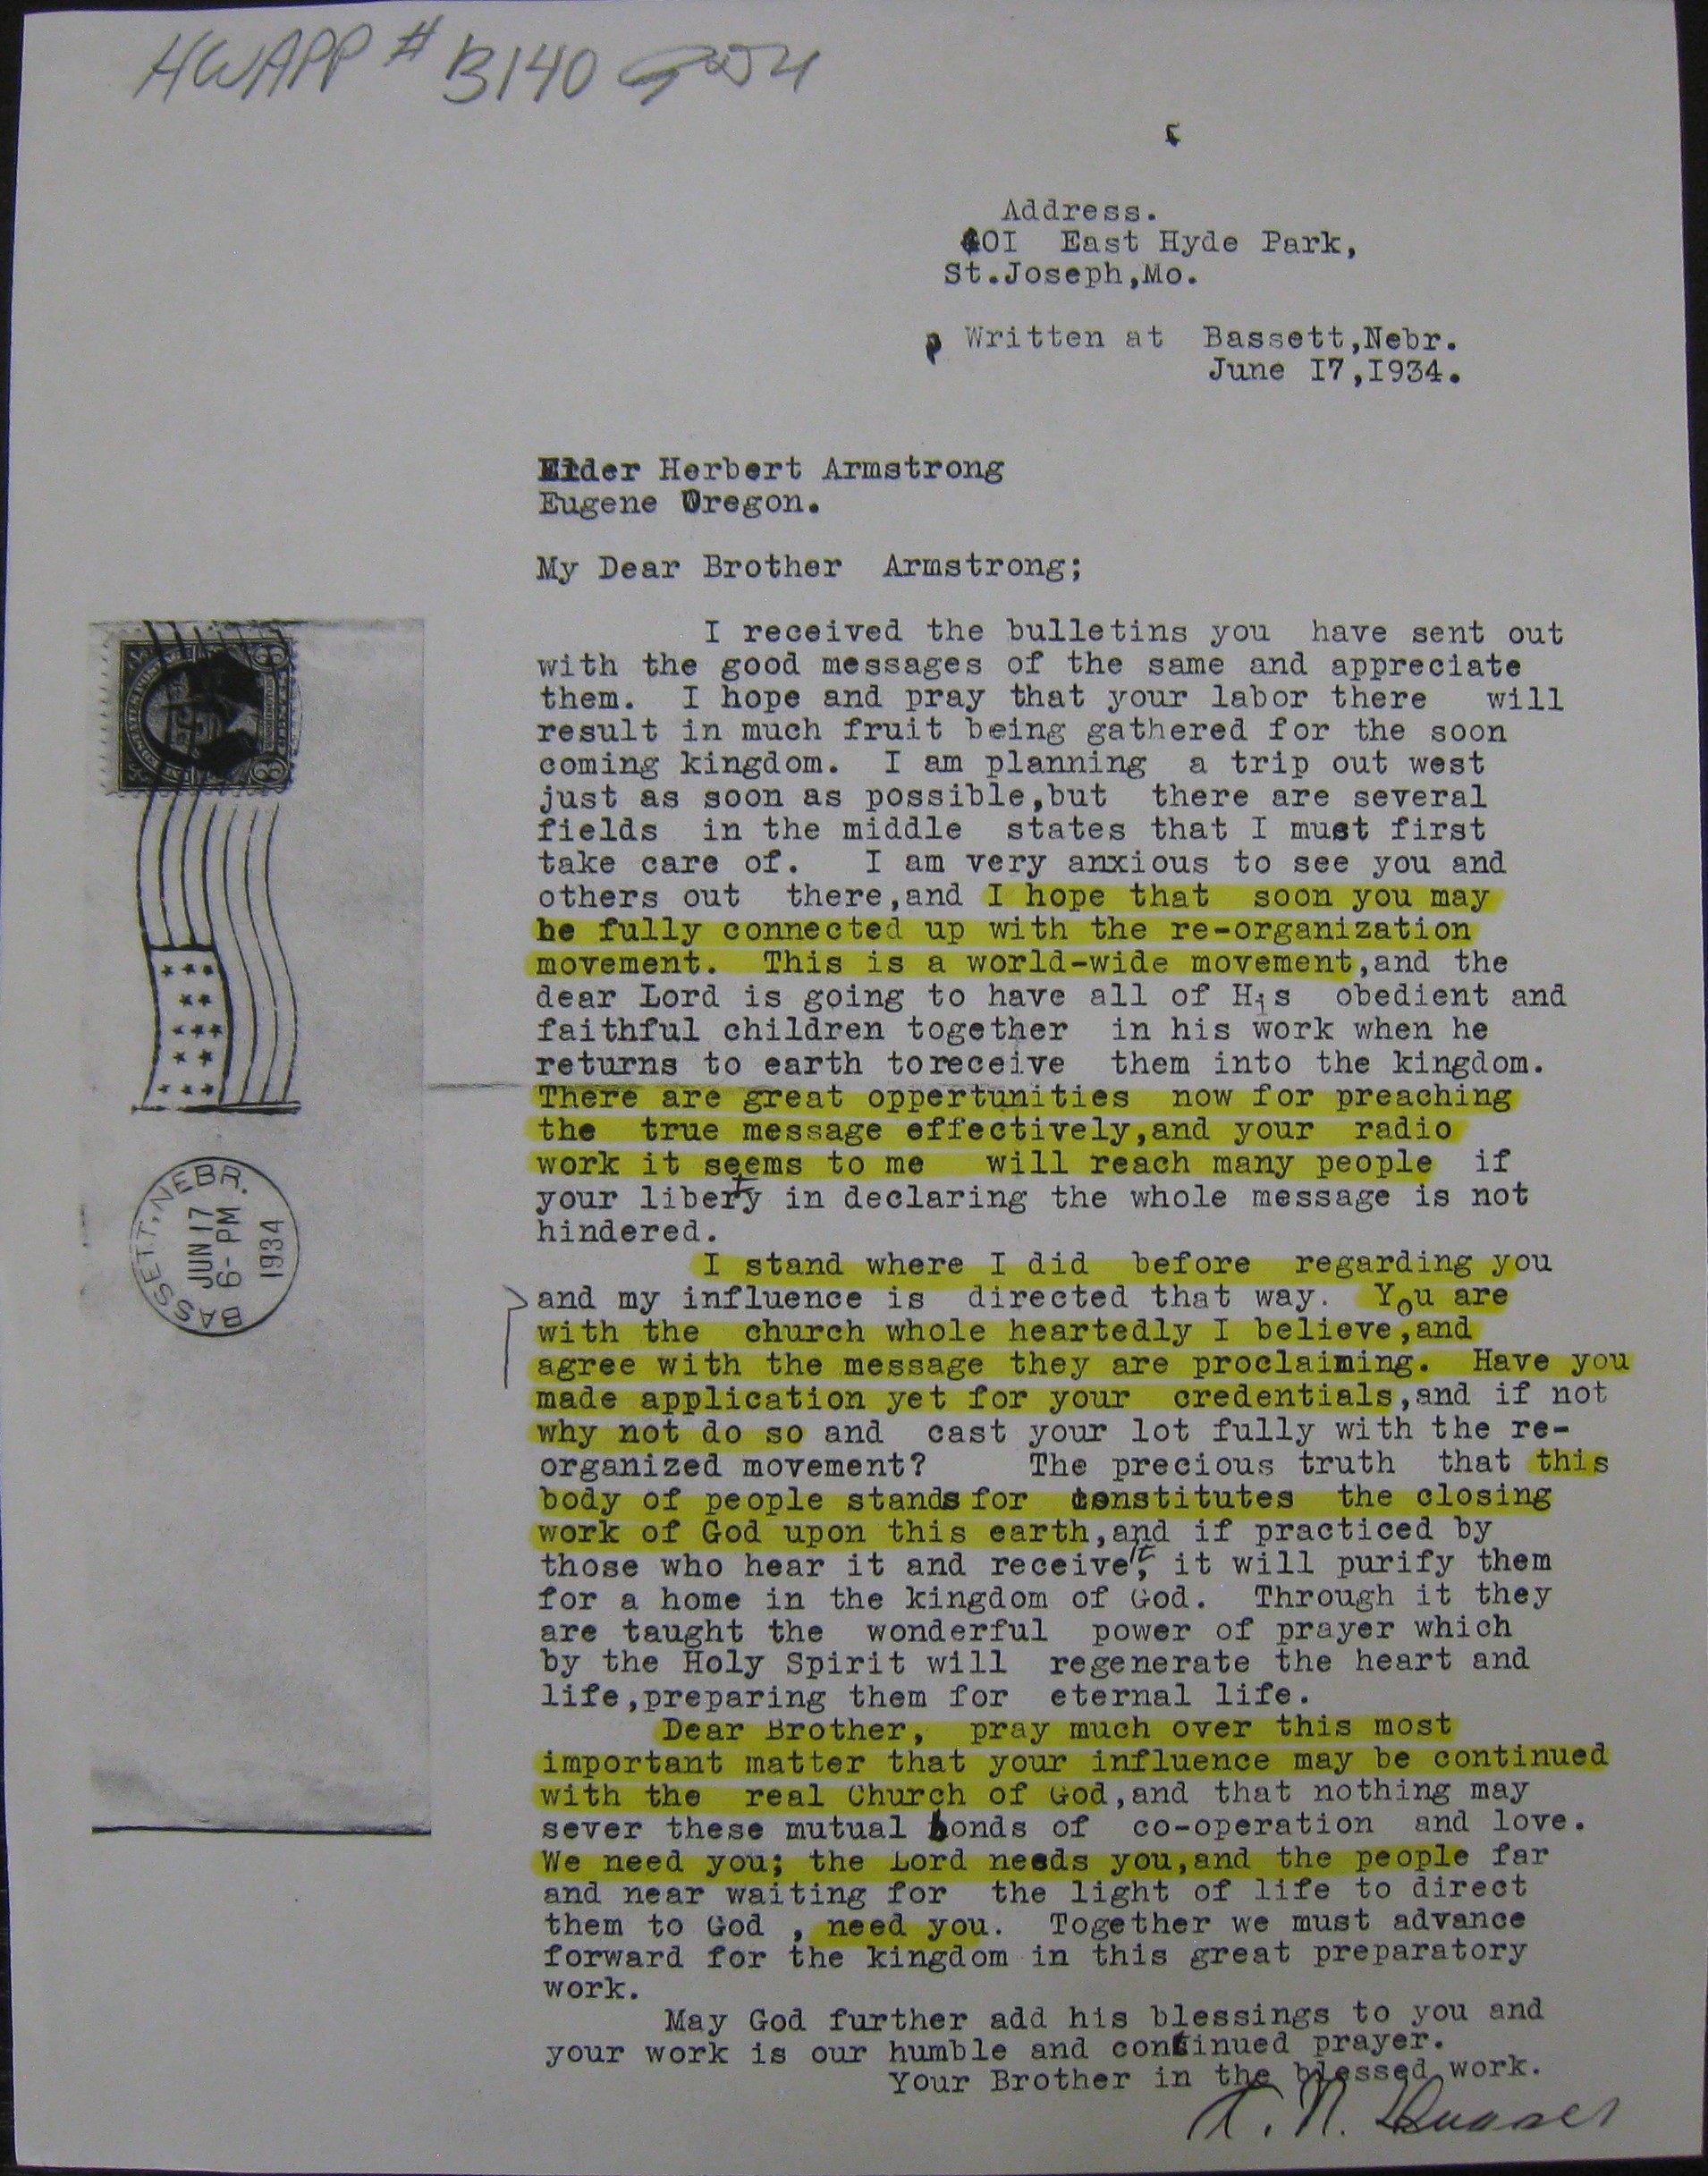 HWAPP # B140
Address.
601 East Hyde Park,
St.Joseph,Mo.
Written at Bassett,Nebr.
June I7,I934.
Elder Herbert Armstrong
Eugene Oregon.
My Dear Brother Armstrong;
I received the bulletins you have sent out
with the good messages of the same and appreciate
them. I hope and pray that your labor there will
result in much fruit being gathered for the soon
coming kingdom. I am planning a trip out west
just as soon as possible,but there are several
fields in the middle states that I must first
take care of. I am very anxious to see you and
others out there,and I hope that soon you may
be fully connected up with the re-organization
movement. This is a world-wide movement,and the
dear Lord is going to have all of His obedient and
faithful children together in his work when he
returns to earth toreceive them into the kingdom.
There are great oppertunities now for preaching
the true message effectively,and your radio
work it seems to me will reach many people if
your liberty in declaring the whole message is not
hindered.
I stand where I did before regarding you
and my influence is directed that way. You are
with the church whole heartedly I believe,and
agree with the message they are proclaiming. Have you
made application yet for your credentials,and if not
why not do so and cast your lot fully with the re-
organized movement? The precious truth that this
body of people stands for constitutes the closing
work of God upon this earth,and if practiced by
those who hear it and receive it, it will purify them
for a home in the kingdom of God. Through it they
are taught the wonderful power of prayer which
by the Holy Spirit will regenerate the heart and
life,preparing them for eternal life.
Dear Brother, pray much over this most
important matter that your influence may be continued
with the real Church of God,and that nothing may
sever these mutual bonds of co-operation and love.
We need you; the Lord needs you,and the people far
and near waiting for the light of life to direct
them to God , need you. Together we must advance
forward for the kingdom in this great preparatory
work.
May God further add his blessings to you and
your work is our humble and continued prayer.
Your Brother in the blessed work.
BASSETT, NEBR.
JUN 17
6- PM
1934